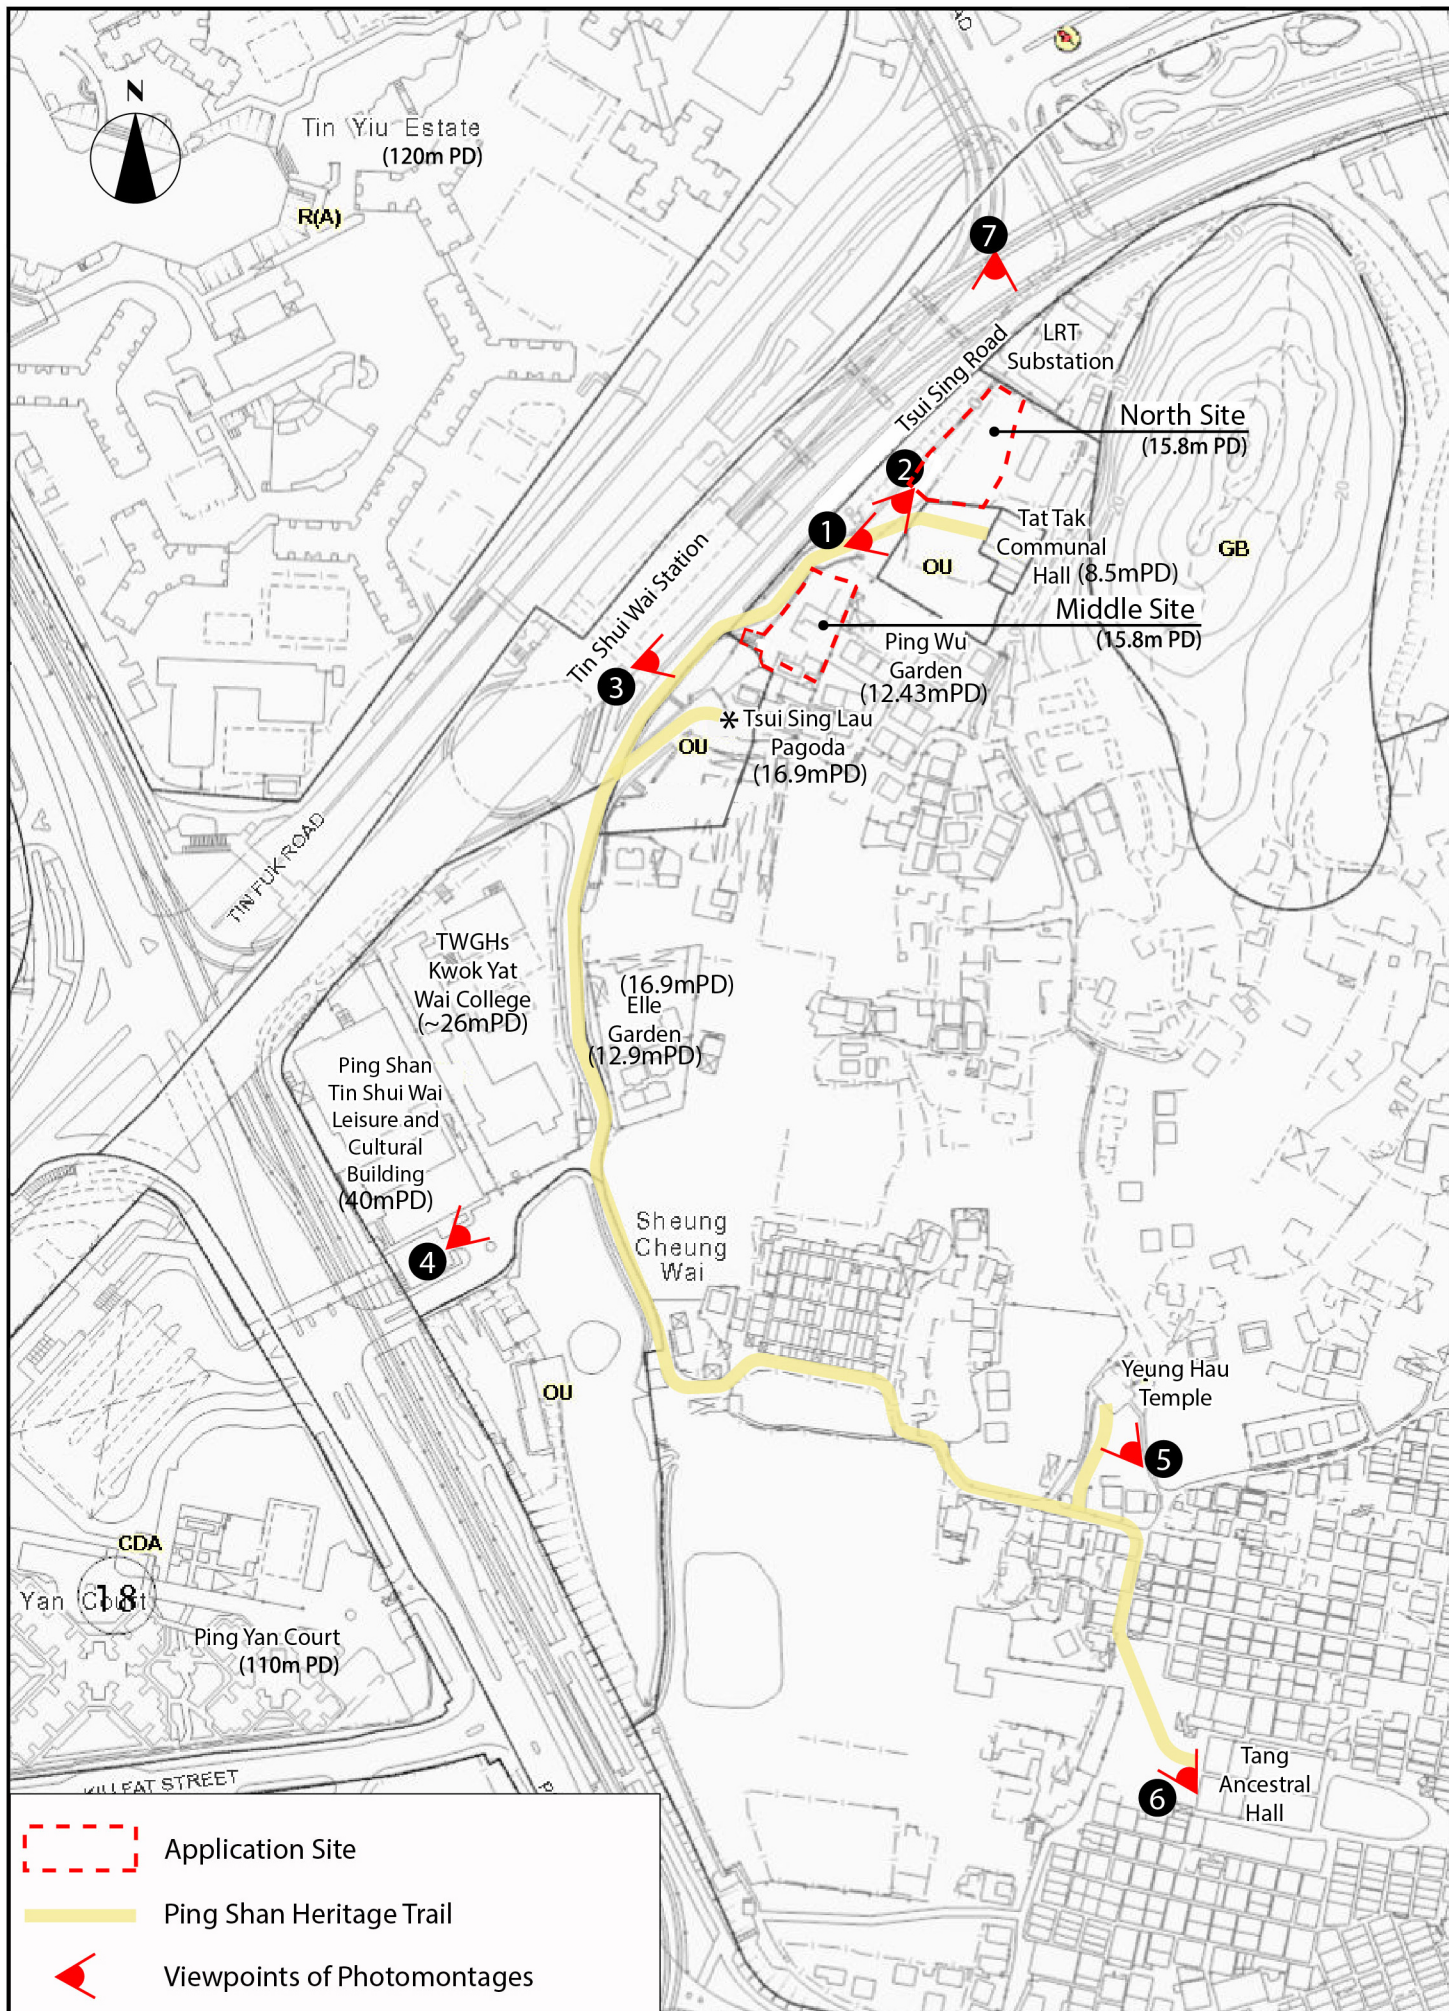 N
Tin Yiu Estate
(120m PD)
R(A)
7
LRT
Substation
Tsui Sing Road
North Site
(15.8m PD)
2
1
Tat Tak
Communal
Hall (8.5mPD)
OU
GB
Middle Site
(15.8m PD)
Tin Shui Wai Station
Ping Wu
Garden
(12.43mPD)
3
* Tsui Sing Lau
Pagoda
(16.9mPD)
OU
TIN FUK ROAD
TWGHs
Kwok Yat
Wai College
(~26mPD)
(16.9mPD)
Elle
Garden
(12.9mPD)
Ping Shan
Tin Shui Wai
Leisure and
Cultural
Building
(40mPD)
4
Sheung
Cheung
Wai
Yeung Hau
Temple
OU
5
CDA
18
Yan Court
Ping Yan Court
(110m PD)
Tang
Ancestral
Hall
6
STREET
Application Site
Ping Shan Heritage Trail
Viewpoints of Photomontages